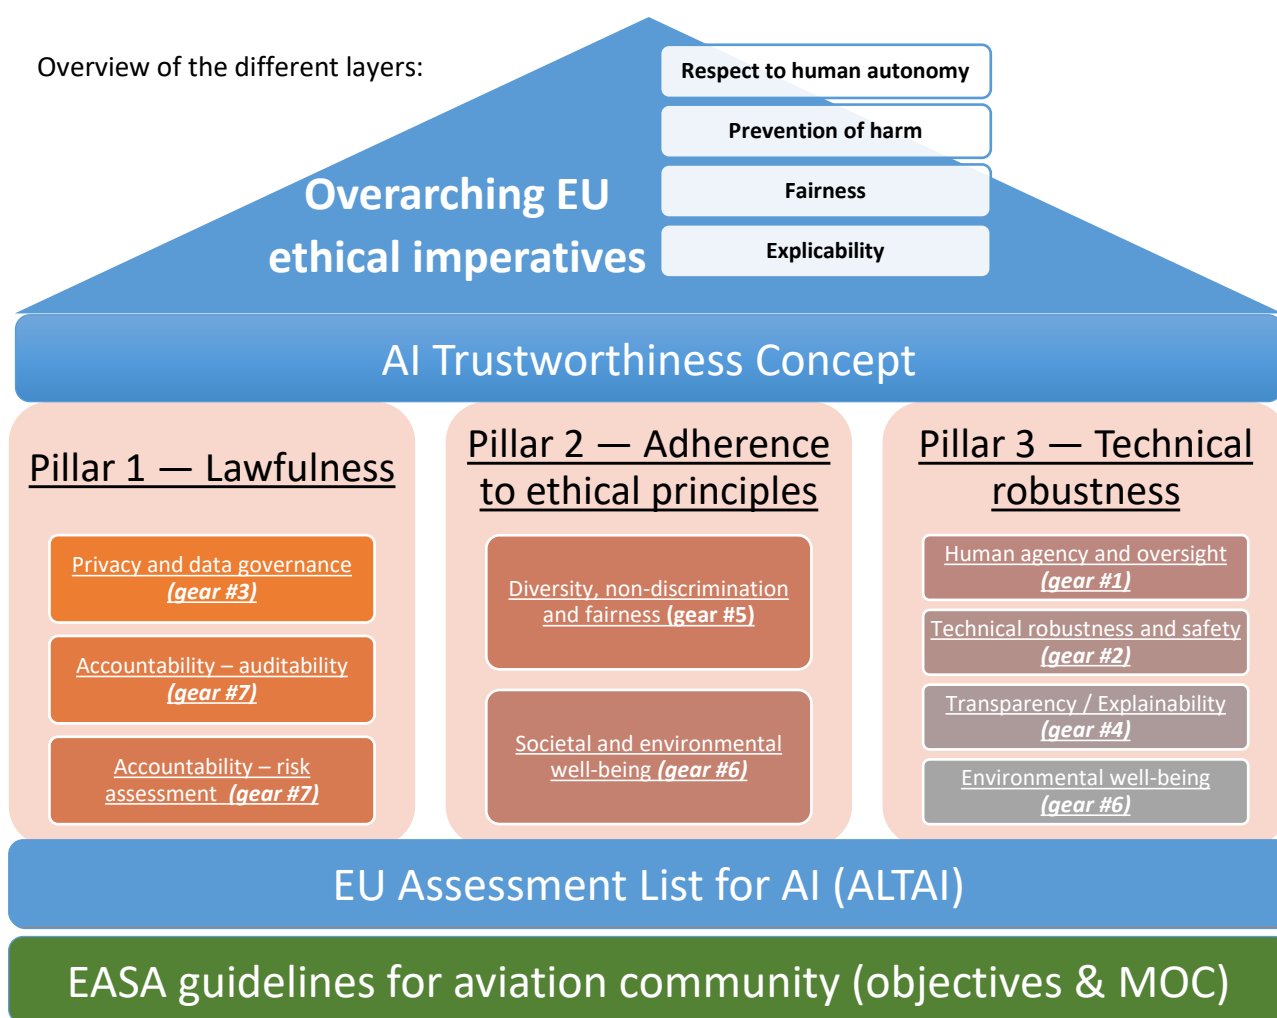 Overview of the different layers:
Respect to human autonomy
Prevention of harm
Fairness
Explicability
Overarching EU
ethical imperatives
AI Trustworthiness Concept
Pillar 1 — Lawfulness
Privacy and data governance
(gear #3)
Accountability – auditability
(gear #7)
Accountability – risk
assessment (gear #7)
Pillar 2 — Adherence
to ethical principles
Diversity, non-discrimination
and fairness (gear #5)
Societal and environmental
well-being (gear #6)
Pillar 3 — Technical
robustness
Human agency and oversight
(gear #1)
Technical robustness and safety
(gear #2)
Transparency / Explainability
(gear #4)
Environmental well-being
(gear #6)
EU Assessment List for AI (ALTAI)
EASA guidelines for aviation community (objectives & MOC)